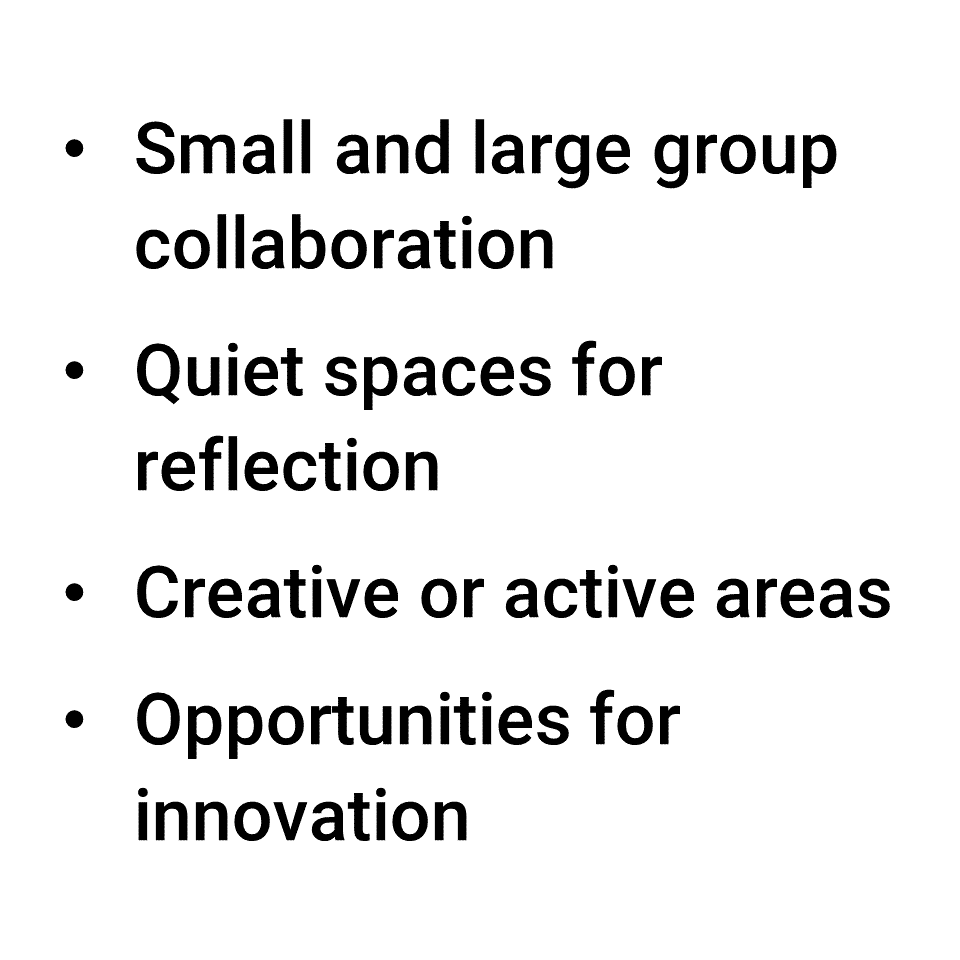 • Small and large group
collaboration
• Quiet spaces for
reflection
• Creative or active areas
• Opportunities for
innovation